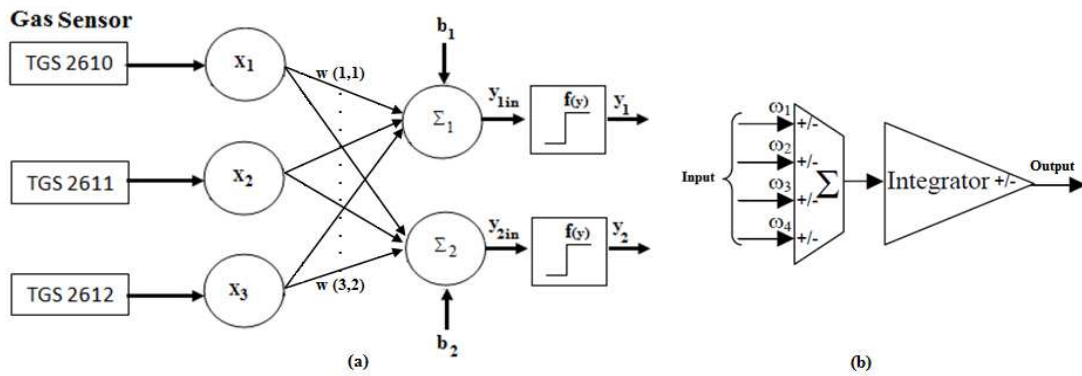 Gas Sensor
TGS 2610
TGS 2611
TGS 2612
X1
X2
X3
w (1,1)
w (3,2)
b1
Σ1
Σ2
b2
y1in
f(y)
y1
y2in
f(y)
y2
(a)
Input
ω1
+/-
ω2
+/-
ω3
+/-
ω4
+/-
Σ
Integrator +/-
Output
(b)